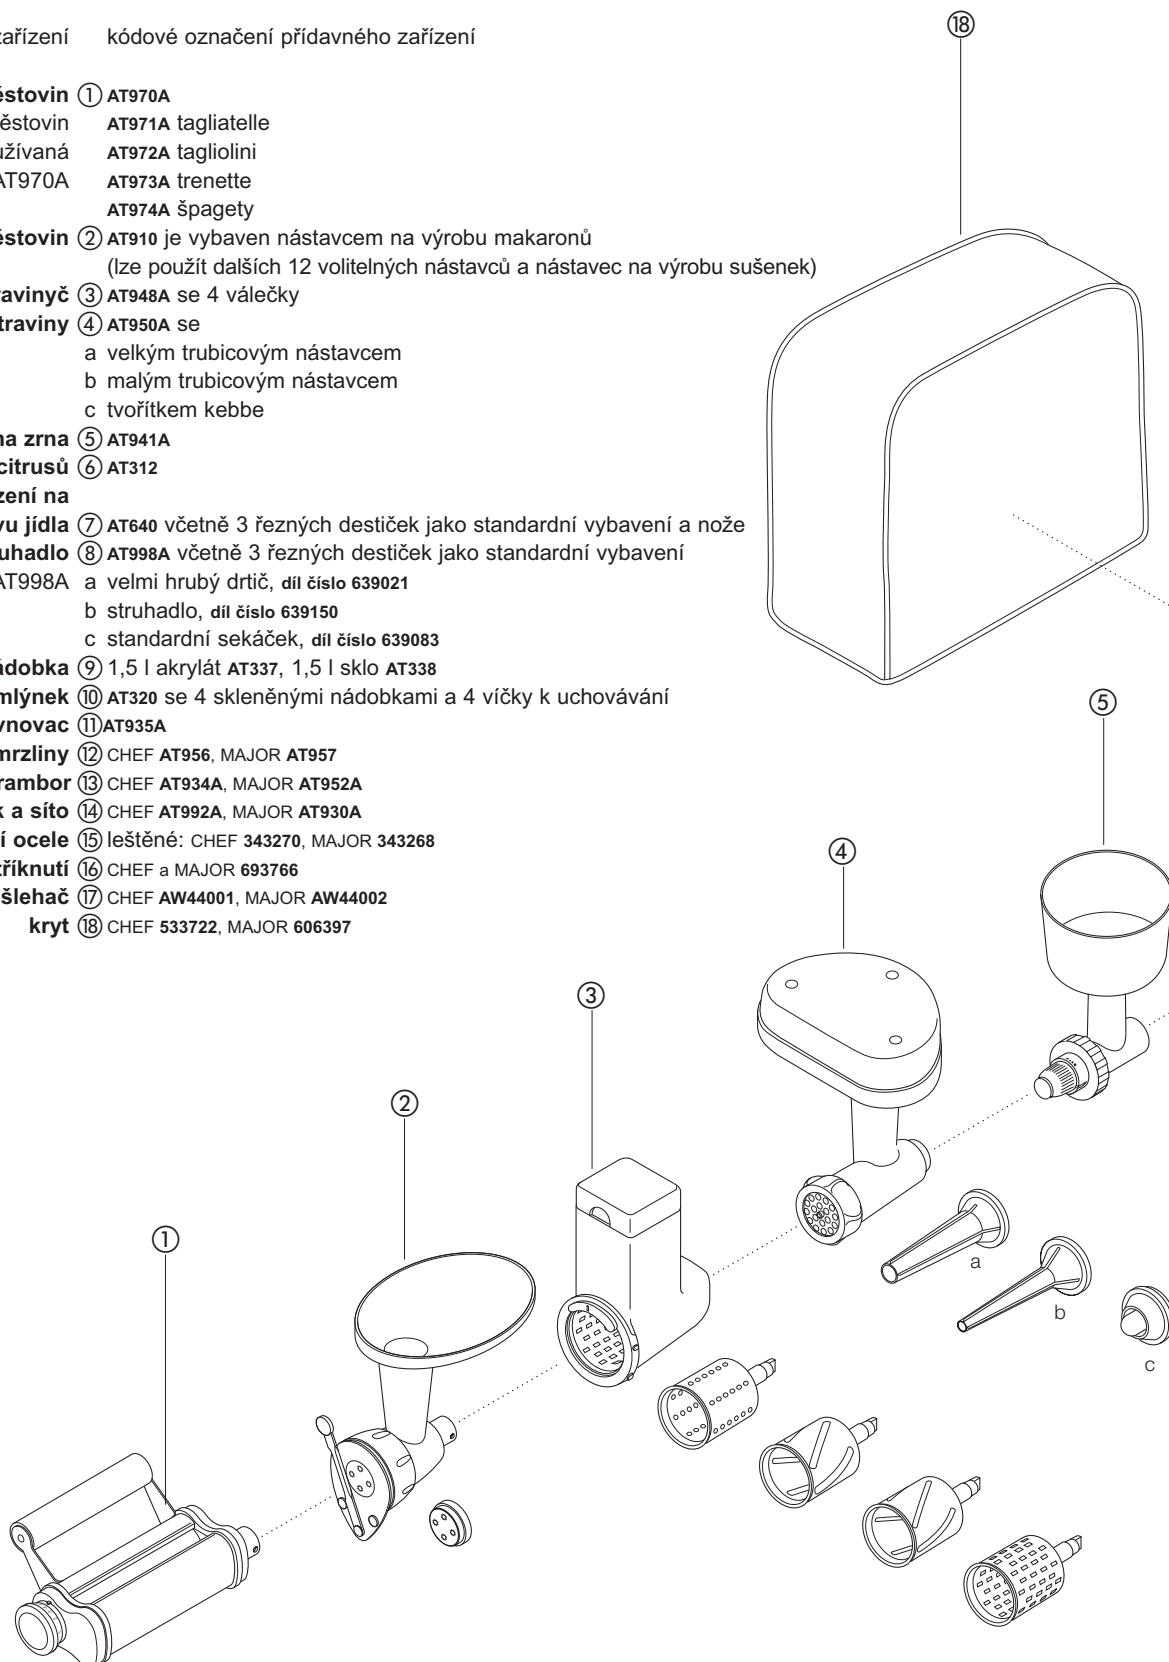 zařízení kódové označení přídavného zařízení
ěstovin ① AT970A
ěstovin AT971A tagliatelle
užívaná AT972A tagliolini
AT970A AT973A trenette
AT974A špagety
ěstovin ② AT910 je vybaven nástavcem na výrobu makaronů
(lze použít dalších 12 volitelných nástavců a nástavec na výrobu sušenek)
ravinyč ③ AT948A se 4 válečky
traviny ④ AT950A se
a velkým trubicovým nástavcem
b malým trubicovým nástavcem
c tvořítkem kebbe
na zrna ⑤ AT941A
citrusů ⑥ AT312
zení na
vu jídla ⑦ AT640 včetně 3 řezných destiček jako standardní vybavení a nože
uhadlo ⑧ AT998A včetně 3 řezných destiček jako standardní vybavení
AT998A a velmi hrubý drtič, díl číslo 639021
b struhadlo, díl číslo 639150
c standardní sekáček, díl číslo 639083
ádobka ⑨ 1,5 l akrylát AT337, 1,5 l sklo AT338
mlýnek ⑩ AT320 se 4 skleněnými nádobkami a 4 víčky k uchovávání
vnovac ⑪ AT935A
mrzliny ⑫ CHEF AT956, MAJOR AT957
rambor ⑬ CHEF AT934A, MAJOR AT952A
k a síto ⑭ CHEF AT992A, MAJOR AT930A
í ocele ⑮ leštěné: CHEF 343270, MAJOR 343268
tříknutí ⑯ CHEF a MAJOR 693766
šlehač ⑰ CHEF AW44001, MAJOR AW44002
kryt ⑱ CHEF 533722, MAJOR 606397
⑱
⑤
④
③
②
①
a
b
c